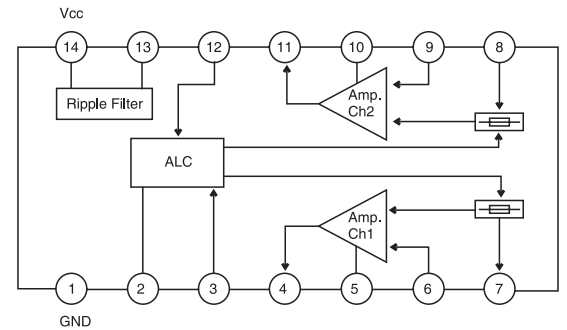 Vcc
14 13 12 11 10 9 8
Ripple Filter
Amp.
Ch2
ALC
Amp.
Ch1
1 2 3 4 5 6 7
GND